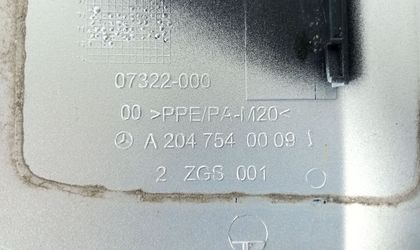 07322-000
00 >PPE/PA-M20<
A 204 754 00 09
2 ZGS 001